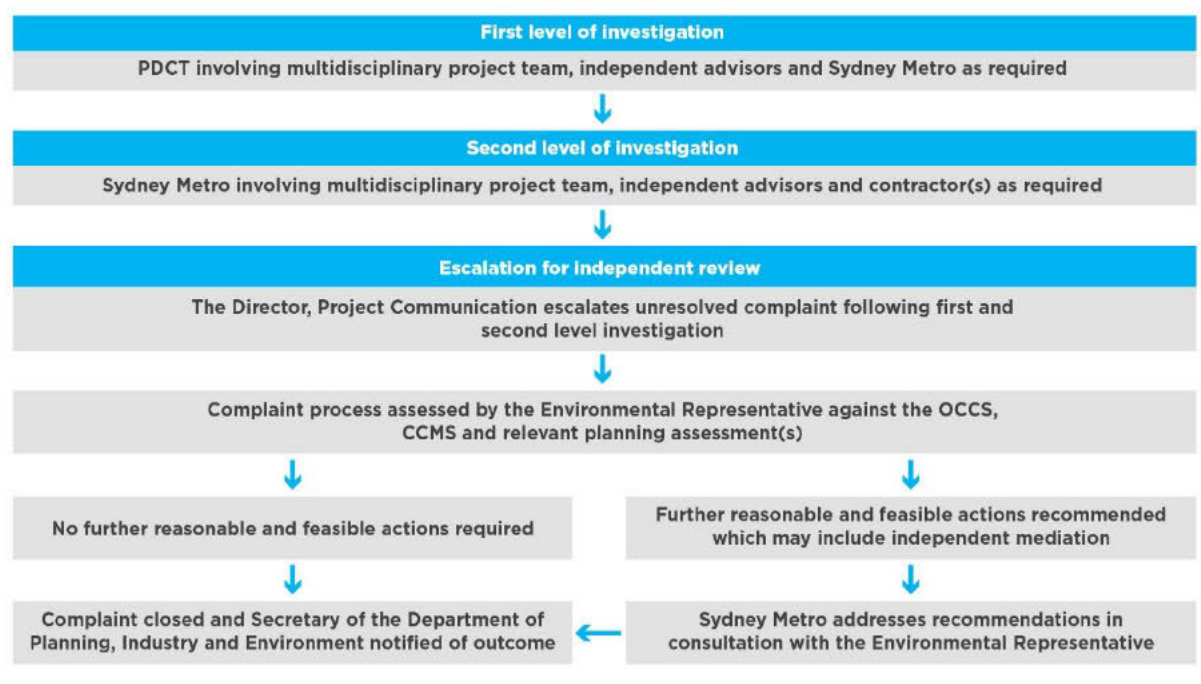 First level of investigation
PDCT involving multidisciplinary project team, independent advisors and Sydney Metro as required
Second level of investigation
Sydney Metro involving multidisciplinary project team, independent advisors and contractor(s) as required
Escalation for independent review
The Director, Project Communication escalates unresolved complaint following first and
second level investigation
Complaint process assessed by the Environmental Representative against the OCCS,
CCMS and relevant planning assessment(s)
No further reasonable and feasible actions required
Further reasonable and feasible actions recommended
which may include independent mediation
Complaint closed and Secretary of the Department of
Planning, Industry and Environment notified of outcome
Sydney Metro addresses recommendations in
consultation with the Environmental Representative